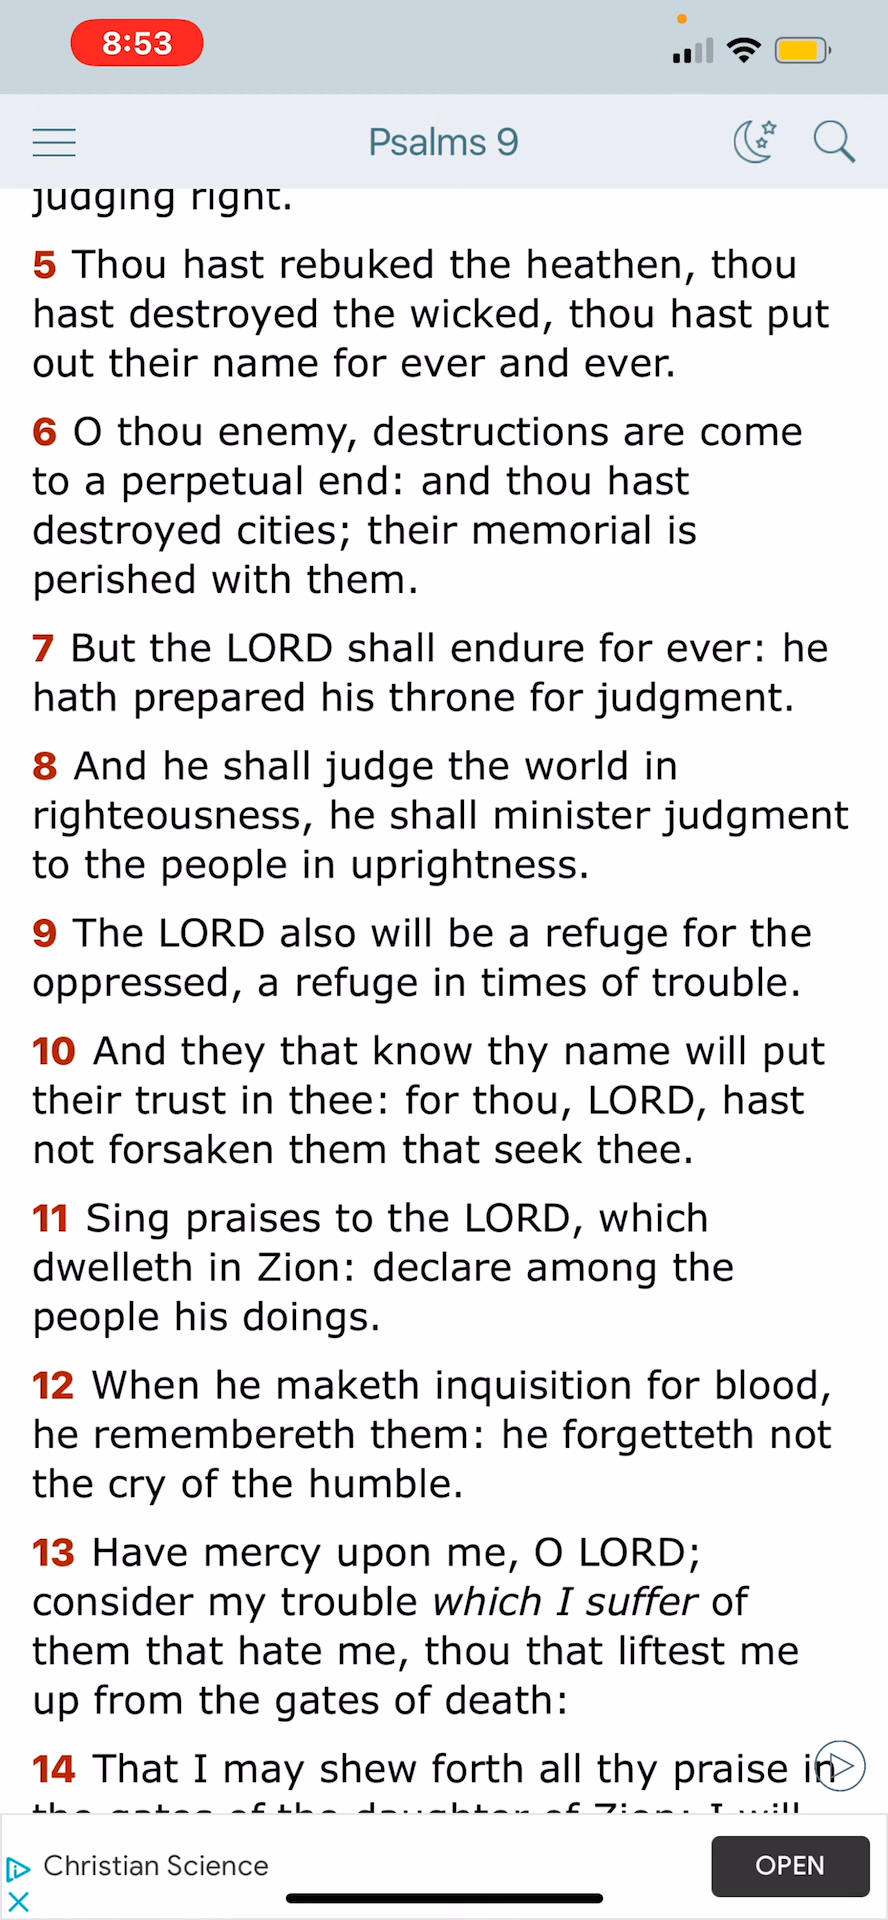 8:53
Psalms 9
judging right.
5 Thou hast rebuked the heathen, thou
hast destroyed the wicked, thou hast put
out their name for ever and ever.
6 O thou enemy, destructions are come
to a perpetual end: and thou hast
destroyed cities; their memorial is
perished with them.
7 But the LORD shall endure for ever: he
hath prepared his throne for judgment.
8 And he shall judge the world in
righteousness, he shall minister judgment
to the people in uprightness.
9 The LORD also will be a refuge for the
oppressed, a refuge in times of trouble.
10 And they that know thy name will put
their trust in thee: for thou, LORD, hast
not forsaken them that seek thee.
11 Sing praises to the LORD, which
dwelleth in Zion: declare among the
people his doings.
12 When he maketh inquisition for blood,
he remembereth them: he forgetteth not
the cry of the humble.
13 Have mercy upon me, O LORD;
consider my trouble which I suffer of
them that hate me, thou that liftest me
up from the gates of death:
14 That I may shew forth all thy praise in
the gates of the daughter of Zion: I will
Christian Science
OPEN